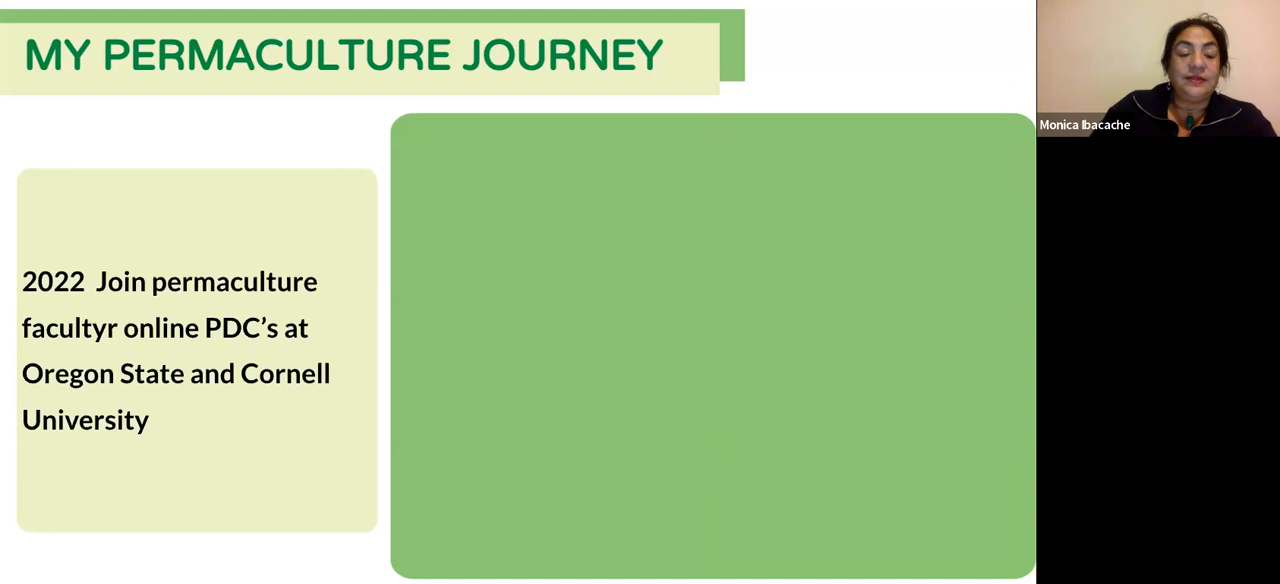 MY PERMACULTURE JOURNEY
Monica Ibacache
2022 Join permaculture
facultyr online PDC’s at
Oregon State and Cornell
University